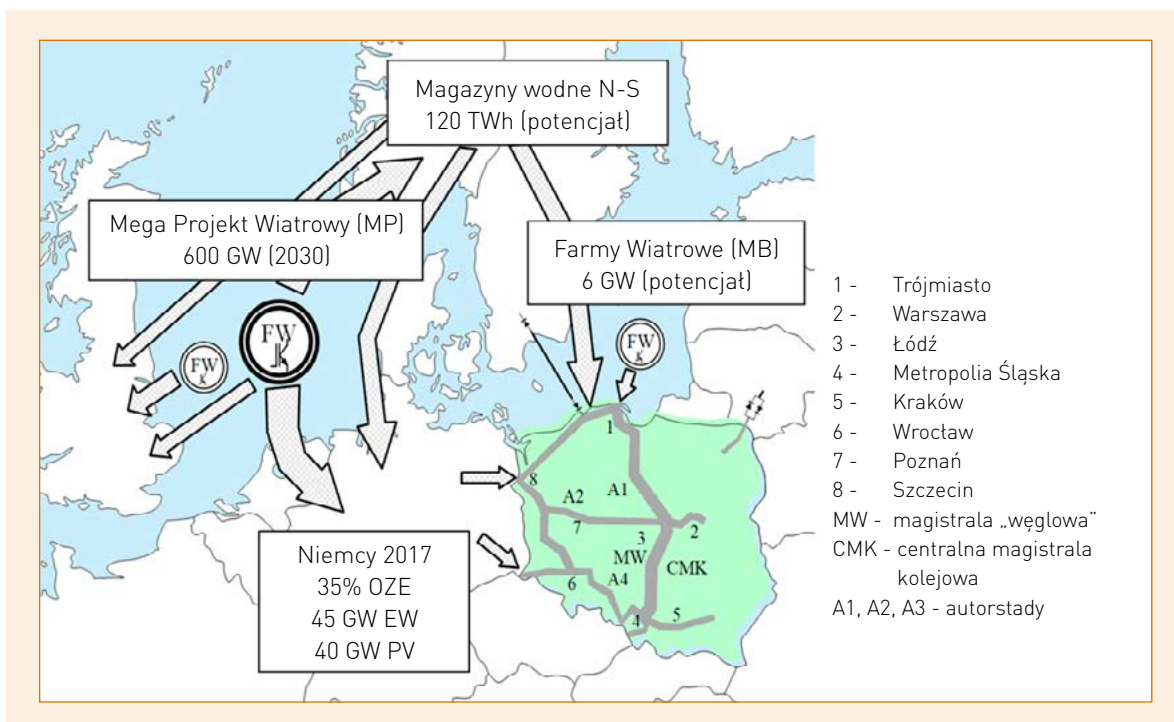 Magazyny wodne N-S
120 TWh (potencjał)
Mega Projekt Wiatrowy (MP)
600 GW (2030)
Farmy Wiatrowe (MB)
6 GW (potencjał)
FW
FW
FW
1
8
A2
A1
7
3
2
MW
CMK
6
A4
4
5
Niemcy 2017
35% OZE
45 GW EW
40 GW PV
1 - Trójmiasto
2 - Warszawa
3 - Łódź
4 - Metropolia Śląska
5 - Kraków
6 - Wrocław
7 - Poznań
8 - Szczecin
MW - magistrala „węglowa”
CMK - centralna magistrala
kolejowa
A1, A2, A3 - autorstady